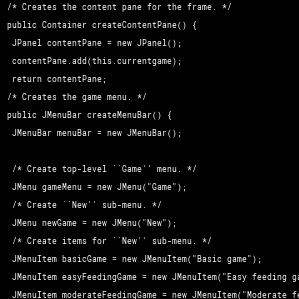 /* Creates the content pane for the frame. */
public Container createContentPane() {
JPanel contentPane = new JPanel();
contentPane.add(this.currentgame);
return contentPane;
/* Creates the game menu. */
public JMenuBar createMenuBar() {
JMenuBar menuBar = new JMenuBar();
/* Create top-level ``Game'' menu. */
JMenu gameMenu = new JMenu("Game");
/* Create ``New'' sub-menu. */
JMenu newGame = new JMenu("New");
/* Create items for ``New'' sub-menu. */
JMenuItem basicGame = new JMenuItem("Basic game");
JMenuItem easyFeedingGame = new JMenuItem("Easy feeding ga
JMenuItem moderateFeedingGame = new JMenuItem("Moderate fe